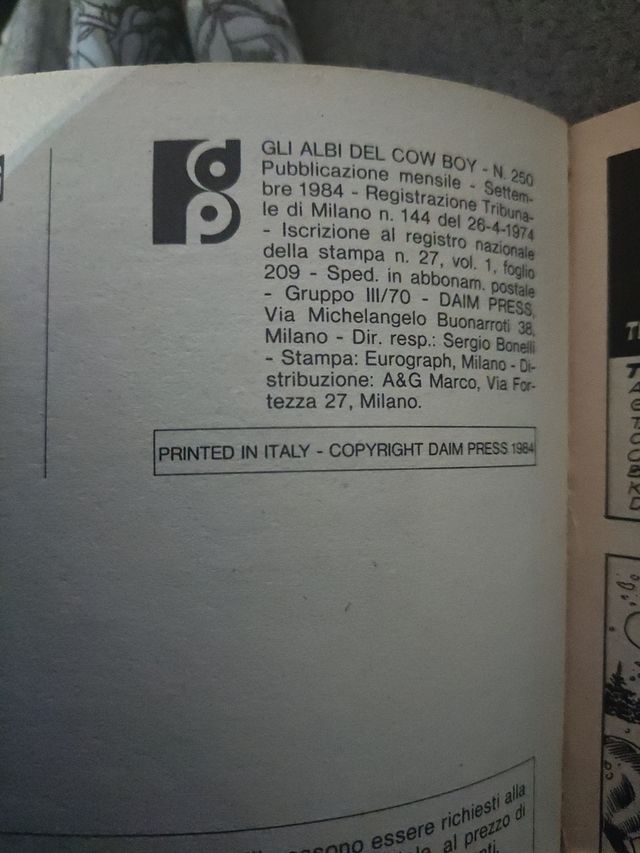 dp
GLI ALBI DEL COW BOY - N. 250
Pubblicazione mensile - Settem-
bre 1984 - Registrazione Tribuna-
le di Milano n. 144 del 26-4-1974
- Iscrizione al registro nazionale
della stampa n. 27, vol. 1, foglio
209 - Sped. in abbonam. postale
- Gruppo III/70 - DAIM PRESS,
Via Michelangelo Buonarroti 38,
Milano - Dir. resp.: Sergio Bonelli
- Stampa: Eurograph, Milano - Di-
stribuzione: A&G Marco, Via For-
tezza 27, Milano.
PRINTED IN ITALY - COPYRIGHT DAIM PRESS 1984
essere richiesti alla
al prezzo di